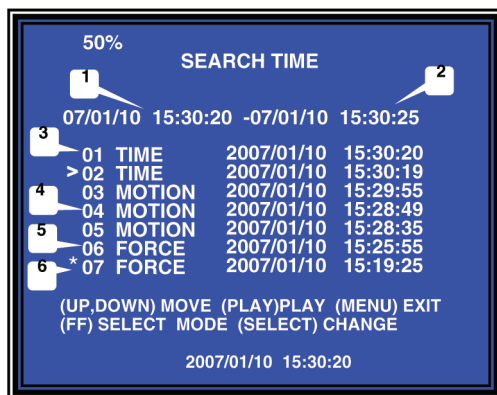 50%
SEARCH TIME
1
2
07/01/10 15:30:20 -07/01/10 15:30:25
3
01 TIME 2007/01/10 15:30:20
>02 TIME 2007/01/10 15:30:19
03 MOTION 2007/01/10 15:29:55
4
04 MOTION 2007/01/10 15:28:49
05 MOTION 2007/01/10 15:28:35
5
06 FORCE 2007/01/10 15:25:55
6
*07 FORCE 2007/01/10 15:19:25
(UP,DOWN) MOVE (PLAY)PLAY (MENU) EXIT
(FF) SELECT MODE (SELECT) CHANGE
2007/01/10 15:30:20